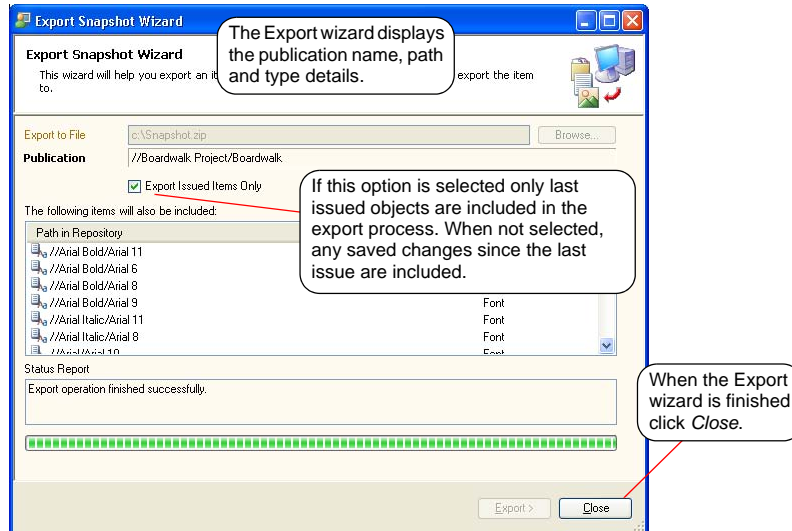 Export Snapshot Wizard
The Export wizard displays
the publication name, path
and type details.
Export Snapshot Wizard
This wizard will help you export an it
export the item
to.
Export to File
c:\Snapshot.zip
Browse...
Publication
//Boardwalk Project/Boardwalk
Export Issued Items Only
If this option is selected only last
issued objects are included in the
export process. When not selected,
any saved changes since the last
issue are included.
The following items will also be included:
Path in Repository
//Arial Bold/Arial 11
//Arial Bold/Arial 6
//Arial Bold/Arial 8
//Arial Bold/Arial 9 Font
//Arial Italic/Arial 11 Font
//Arial Italic/Arial 8 Font
//Arial/Arial 10 Font
Status Report
Export operation finished successfully.
When the Export
wizard is finished
click Close.
Export >
Close